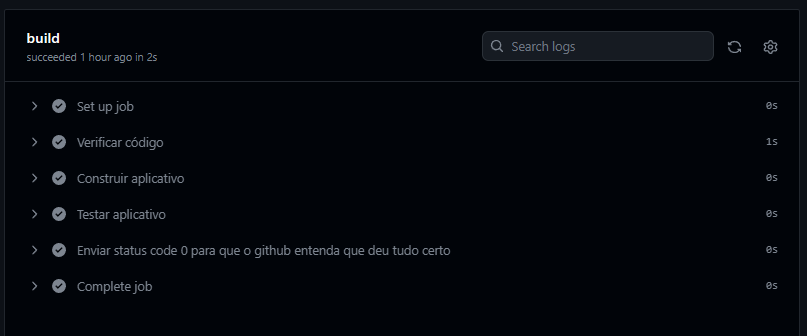 build
succeeded 1 hour ago in 2s
Search logs
Set up job 0s
Verificar código 1s
Construir aplicativo 0s
Testar aplicativo 0s
Enviar status code 0 para que o github entenda que deu tudo certo 0s
Complete job 0s